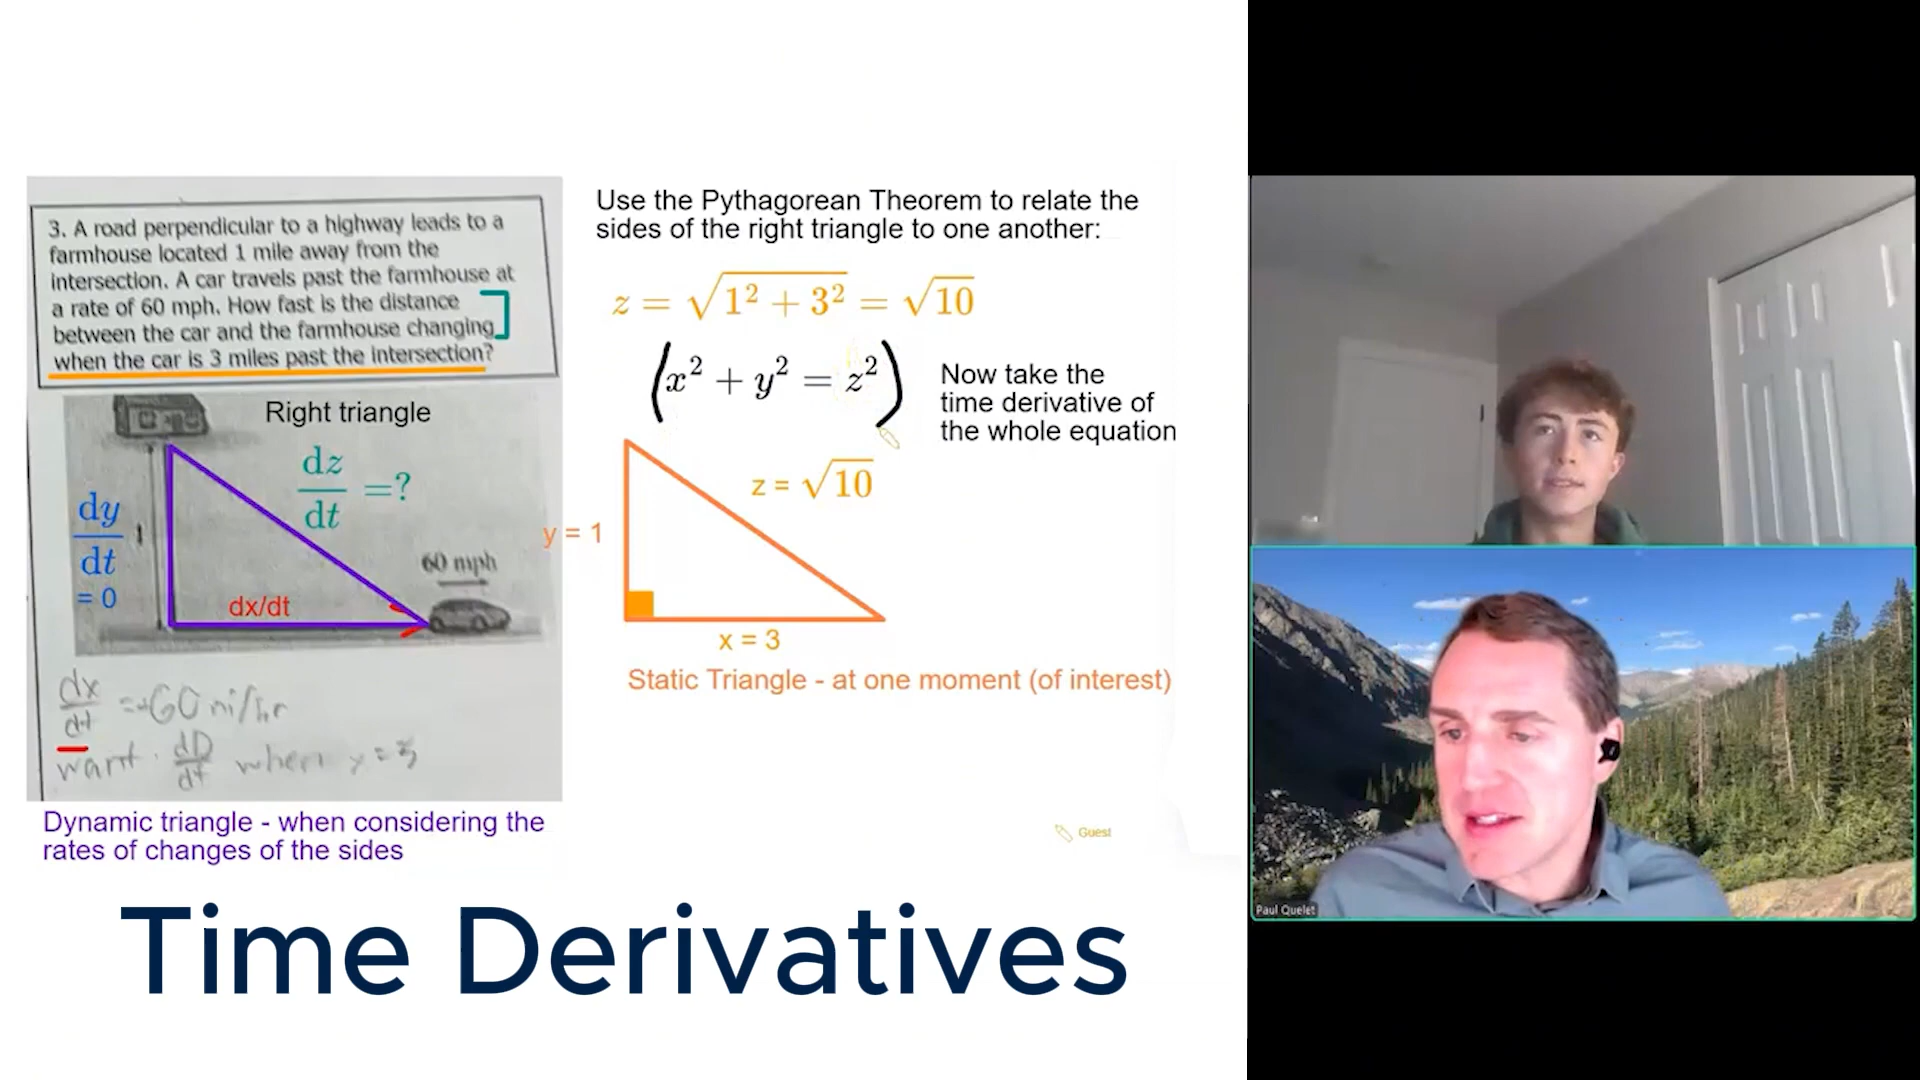 3. A road perpendicular to a highway leads to a
farmhouse located 1 mile away from the
intersection. A car travels past the farmhouse at
a rate of 60 mph. How fast is the distance
between the car and the farmhouse changing
when the car is 3 miles past the intersection?
Right triangle
dz/dt =?
dy/dt = 0
1
60 mph
dx/dt
dx/dt = +60 mi/hr
want . dD/dt when x = 3
Dynamic triangle - when considering the
rates of changes of the sides
Use the Pythagorean Theorem to relate the
sides of the right triangle to one another:
z = √(1² + 3²) = √10
(x² + y² = z²)
Now take the
time derivative of
the whole equation
z = √10
y = 1
x = 3
Static Triangle - at one moment (of interest)
Guest
Time Derivatives
Paul Quelet